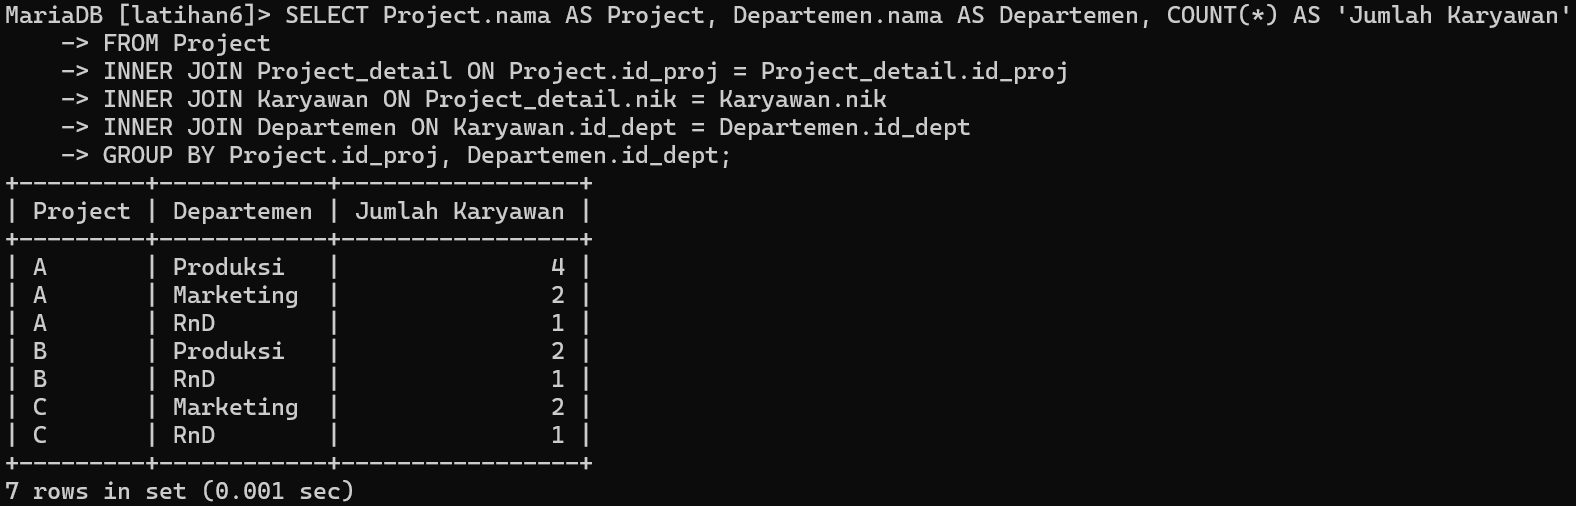 MariaDB [latihan6]> SELECT Project.nama AS Project, Departemen.nama AS Departemen, COUNT(*) AS 'Jumlah Karyawan'
    -> FROM Project
    -> INNER JOIN Project_detail ON Project.id_proj = Project_detail.id_proj
    -> INNER JOIN Karyawan ON Project_detail.nik = Karyawan.nik
    -> INNER JOIN Departemen ON Karyawan.id_dept = Departemen.id_dept
    -> GROUP BY Project.id_proj, Departemen.id_dept;
+---------+------------+-----------------+
| Project | Departemen | Jumlah Karyawan |
+---------+------------+-----------------+
| A       | Produksi   |               4 |
| A       | Marketing  |               2 |
| A       | RnD        |               1 |
| B       | Produksi   |               2 |
| B       | RnD        |               1 |
| C       | Marketing  |               2 |
| C       | RnD        |               1 |
+---------+------------+-----------------+
7 rows in set (0.001 sec)